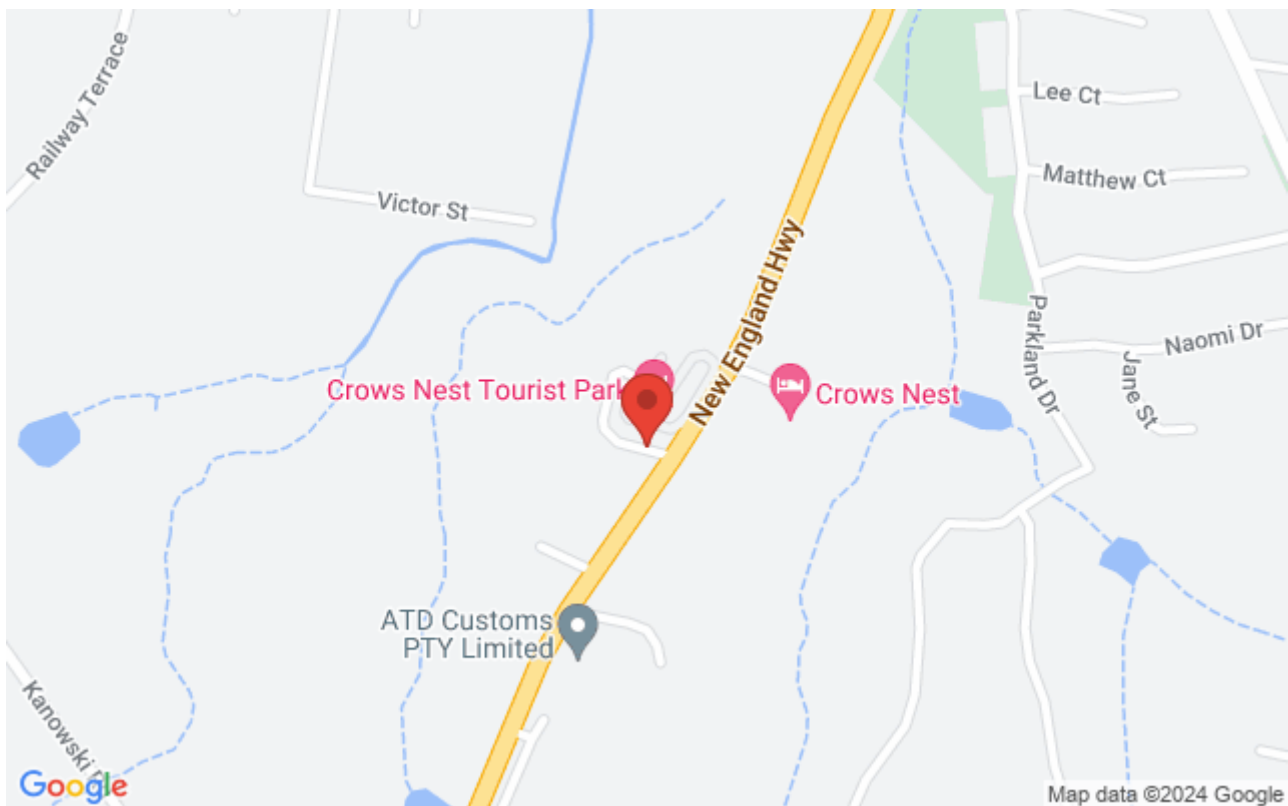 Railway Terrace
Lee Ct
Matthew Ct
Victor St
New England Hwy
Parkland Dr
Naomi Dr
Jane St
Crows Nest Tourist Park
Crows Nest
ATD Customs
PTY Limited
Kanowski
Google
Map data ©2024 Google